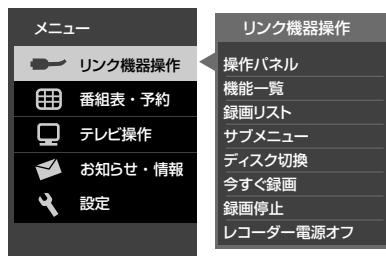 メニュー
リンク機器操作
番組表・予約
テレビ操作
お知らせ・情報
設定
リンク機器操作
操作パネル
機能一覧
録画リスト
サブメニュー
ディスク切換
今すぐ録画
録画停止
レコーダー電源オフ